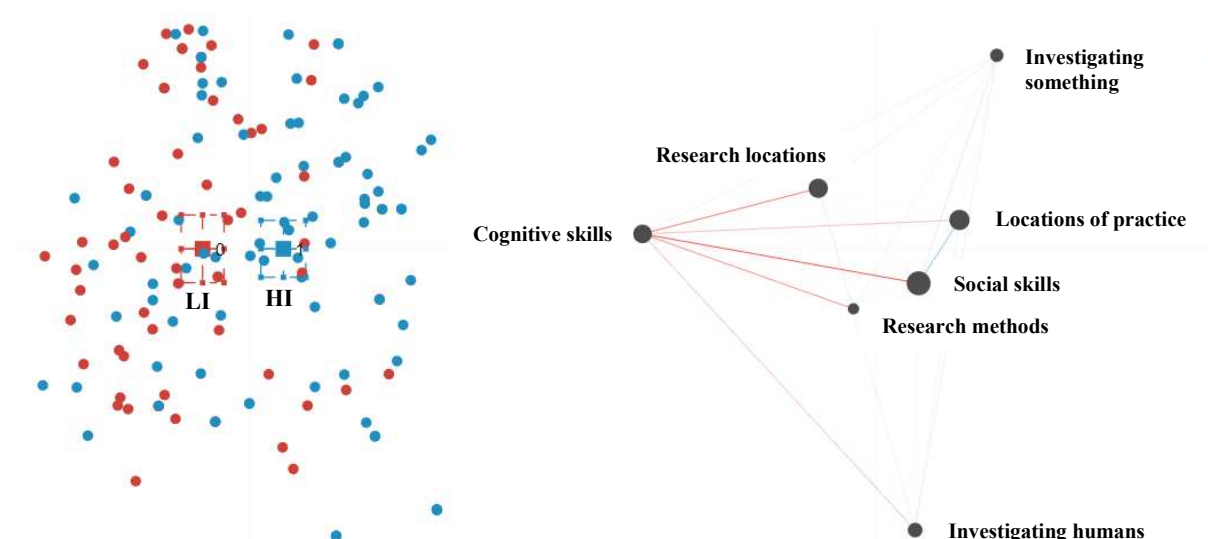 Investigating
something
Research locations
Locations of practice
Cognitive skills
0
1
Social skills
LI
HI
Research methods
Investigating humans